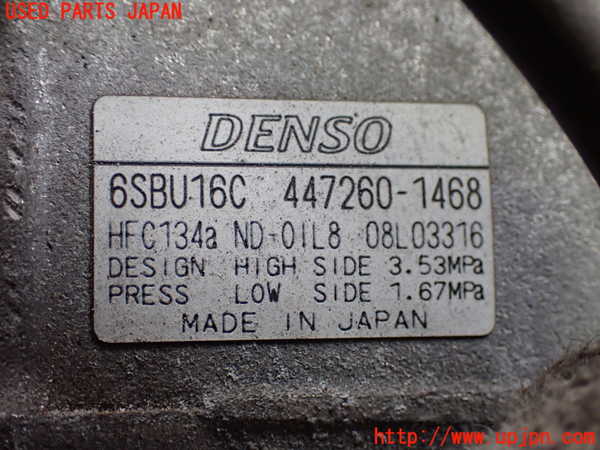 USED PARTS JAPAN
DENSO
6SBU16C 447260-1468
HFC134a ND-OIL8 08L03316
DESIGN HIGH SIDE 3.53MPa
PRESS LOW SIDE 1.67MPa
MADE IN JAPAN
http://www.upjpn.com/